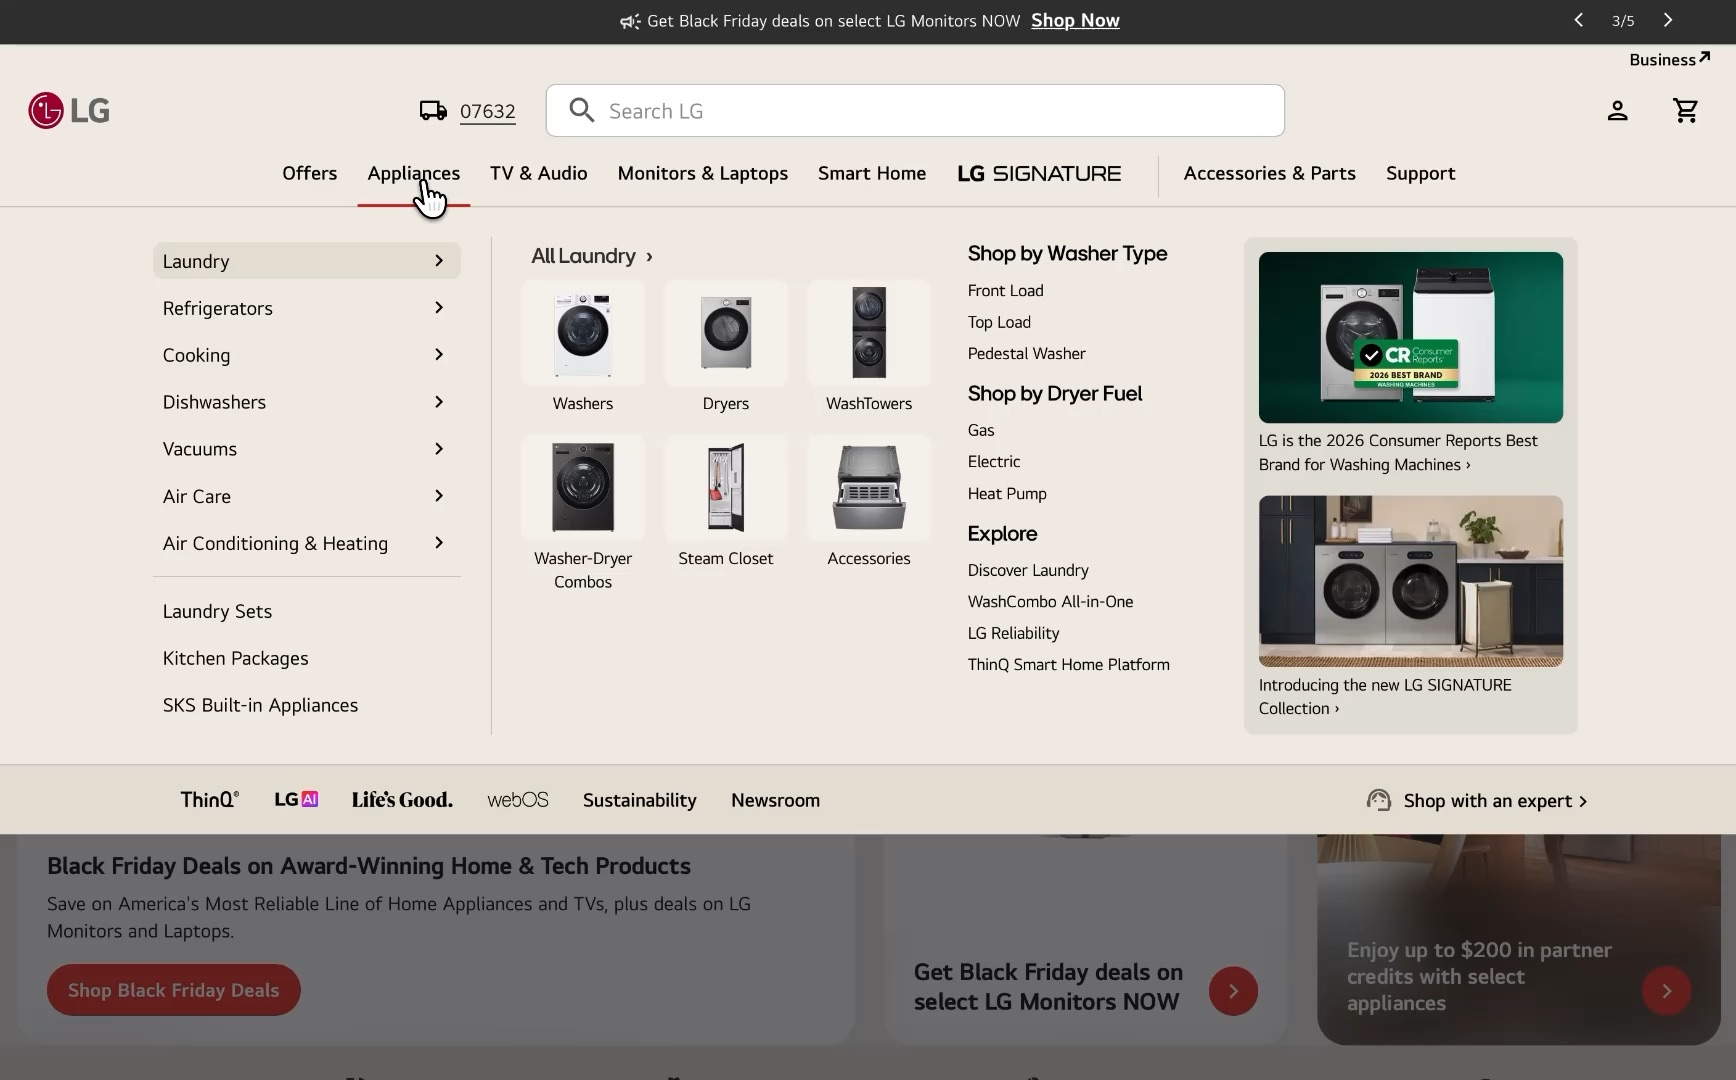 Get Black Friday deals on select LG Monitors NOW Shop Now
3/5
Business
LG
07632
Search LG
Offers
Appliances
TV & Audio
Monitors & Laptops
Smart Home
LG SIGNATURE
Accessories & Parts
Support
Laundry
Refrigerators
Cooking
Dishwashers
Vacuums
Air Care
Air Conditioning & Heating
Laundry Sets
Kitchen Packages
SKS Built-in Appliances
All Laundry ›
Washers
Dryers
WashTowers
Washer-Dryer
Combos
Steam Closet
Accessories
Shop by Washer Type
Front Load
Top Load
Pedestal Washer
Shop by Dryer Fuel
Gas
Electric
Heat Pump
Explore
Discover Laundry
WashCombo All-in-One
LG Reliability
ThinQ Smart Home Platform
CR Consumer
Reports
2026 BEST BRAND
WASHING MACHINES
LG is the 2026 Consumer Reports Best
Brand for Washing Machines ›
Introducing the new LG SIGNATURE
Collection ›
ThinQ®
LG AI
Life's Good.
webOS
Sustainability
Newsroom
Shop with an expert
Black Friday Deals on Award-Winning Home & Tech Products
Save on America's Most Reliable Line of Home Appliances and TVs, plus deals on LG
Monitors and Laptops.
Shop Black Friday Deals
Get Black Friday deals on
select LG Monitors NOW
Enjoy up to $200 in partner
credits with select
appliances